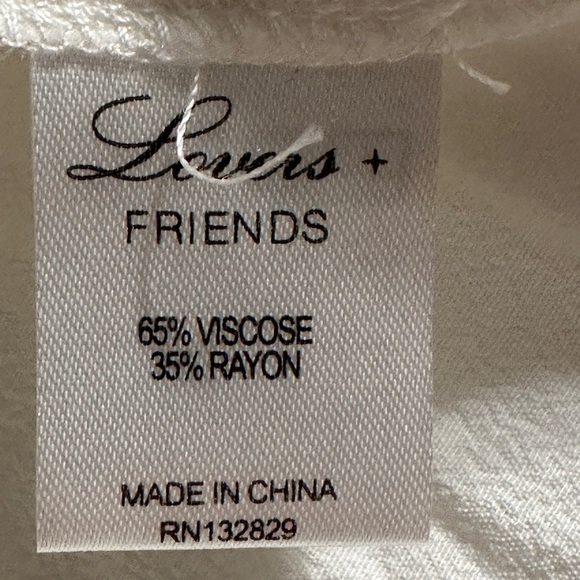 Lovers +
FRIENDS
65% VISCOSE
35% RAYON
MADE IN CHINA
RN132829